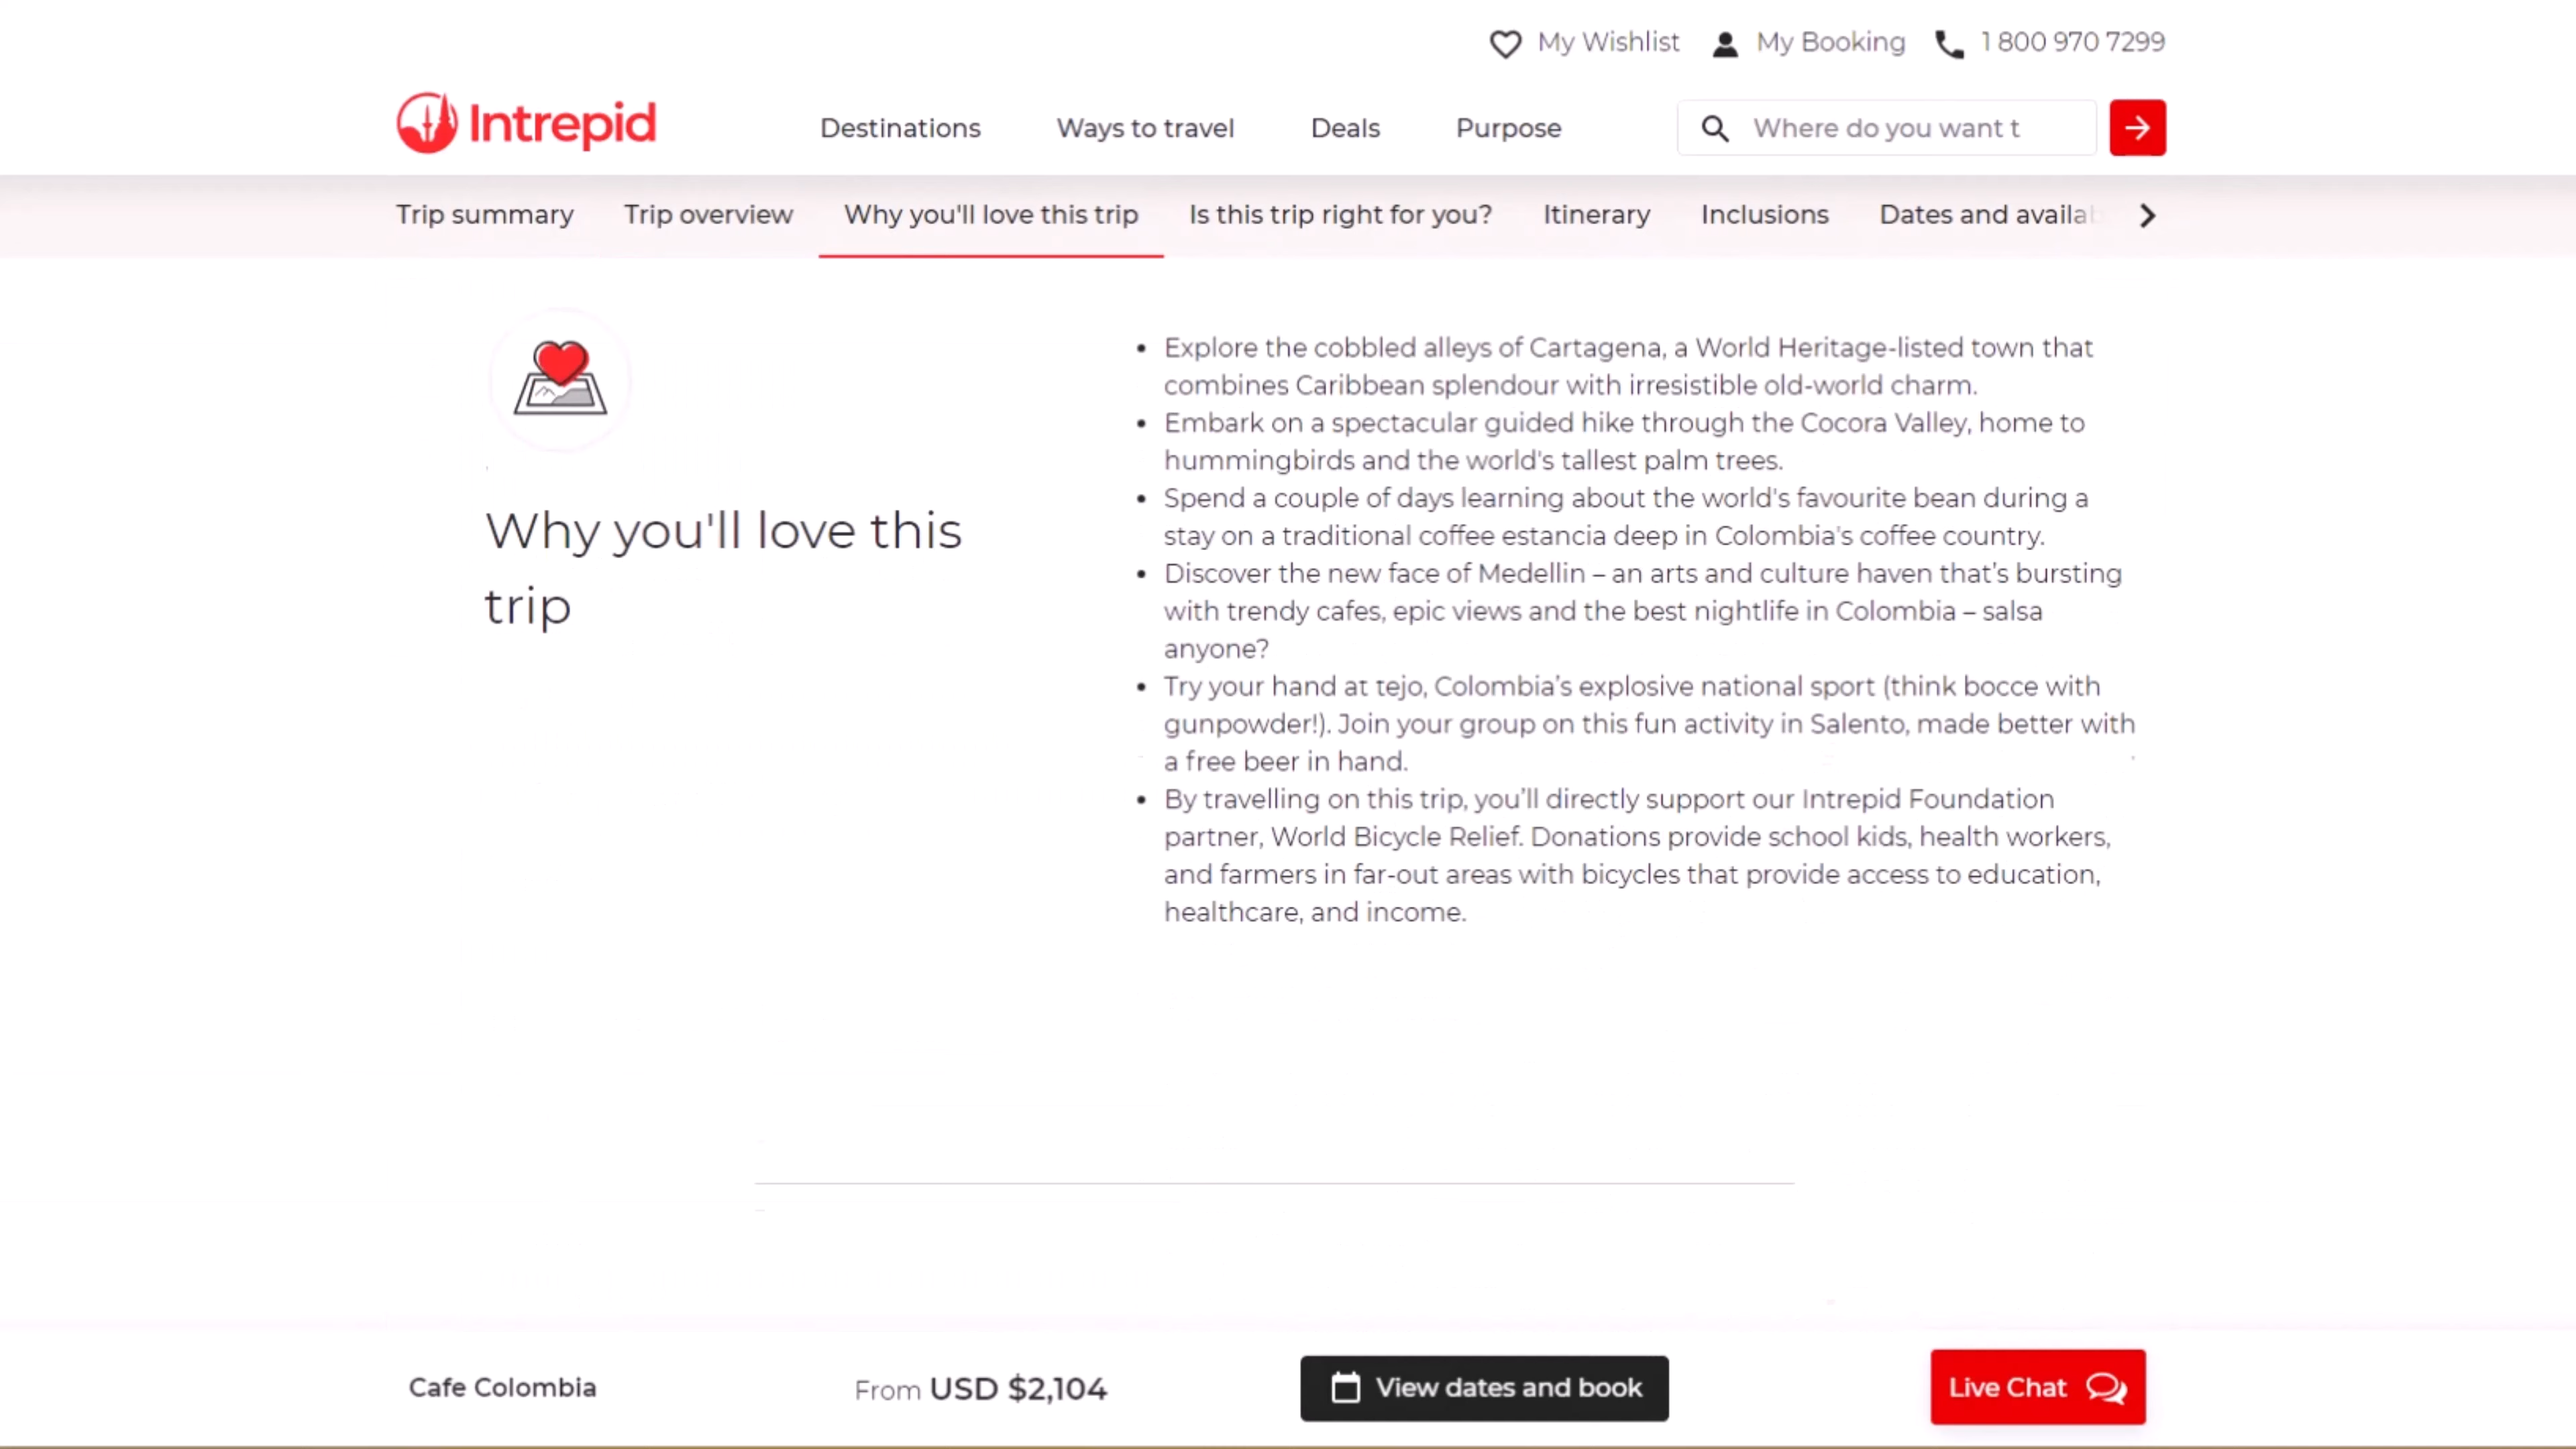 My Wishlist My Booking 1 800 970 7299
Intrepid Destinations Ways to travel Deals Purpose Where do you want t
Trip summary Trip overview Why you'll love this trip Is this trip right for you? Itinerary Inclusions Dates and availa
Why you'll love this
trip
• Explore the cobbled alleys of Cartagena, a World Heritage-listed town that
combines Caribbean splendour with irresistible old-world charm.
• Embark on a spectacular guided hike through the Cocora Valley, home to
hummingbirds and the world's tallest palm trees.
• Spend a couple of days learning about the world's favourite bean during a
stay on a traditional coffee estancia deep in Colombia's coffee country.
• Discover the new face of Medellin – an arts and culture haven that’s bursting
with trendy cafes, epic views and the best nightlife in Colombia – salsa
anyone?
• Try your hand at tejo, Colombia’s explosive national sport (think bocce with
gunpowder!). Join your group on this fun activity in Salento, made better with
a free beer in hand.
• By travelling on this trip, you’ll directly support our Intrepid Foundation
partner, World Bicycle Relief. Donations provide school kids, health workers,
and farmers in far-out areas with bicycles that provide access to education,
healthcare, and income.
Cafe Colombia From USD $2,104 View dates and book Live Chat